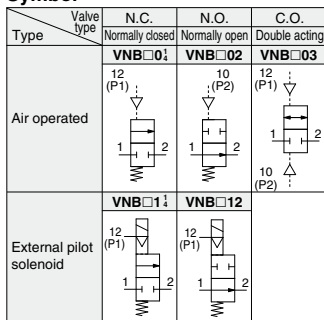 Symbol
Valve type
Type
N.C. N.O. C.O.
Normally closed Normally open Double acting
VNB□0¼ VNB□02 VNB□03
Air operated
12 (P1)
1 2
10 (P2)
1 2
12 (P1)
1 2
10 (P2)
VNB□1¼ VNB□12
External pilot solenoid
12 (P1)
1 2
12 (P1)
1 2